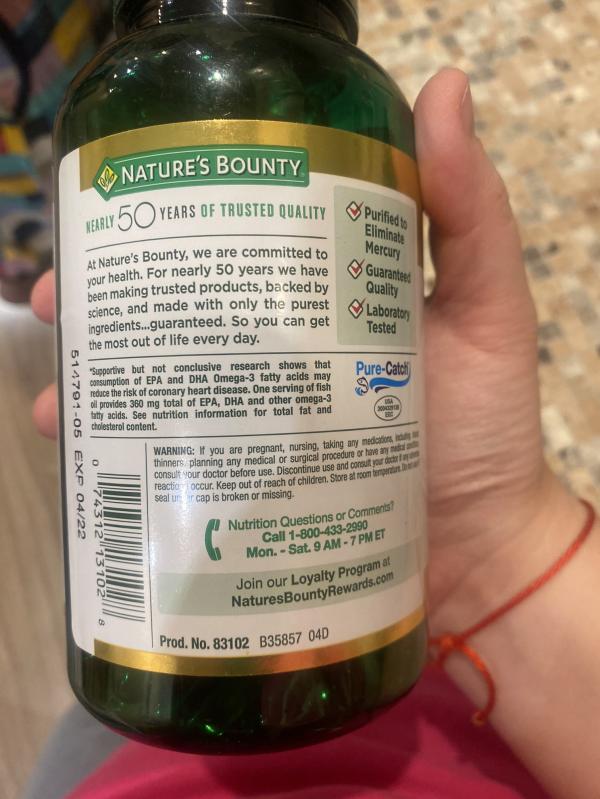 NATURE'S BOUNTY
NEARLY 50 YEARS OF TRUSTED QUALITY
At Nature's Bounty, we are committed to
your health. For nearly 50 years we have
been making trusted products, backed by
science, and made with only the purest
ingredients...guaranteed. So you can get
the most out of life every day.
Purified to
Eliminate
Mercury
Guaranteed
Quality
Laboratory
Tested
*Supportive but not conclusive research shows that
consumption of EPA and DHA Omega-3 fatty acids may
reduce the risk of coronary heart disease. One serving of fish
oil provides 360 mg total of EPA, DHA and other omega-3
fatty acids. See nutrition information for total fat and
cholesterol content.
Pure-Catch
USA
ERIC
WARNING: If you are pregnant, nursing, taking any medications, including
thinners, planning any medical or surgical procedure or have any medical
consult your doctor before use. Discontinue use and consult your doctor if any
occur. Keep out of reach of children. Store at room temperature. Do not
seal under cap is broken or missing.
Nutrition Questions or Comments?
Call 1-800-433-2990
Mon. - Sat. 9 AM - 7 PM ET
Join our Loyalty Program at
NaturesBountyRewards.com
Prod. No. 83102 B35857 04D
514791-05 EXP 04/22
0 74312 13102 8